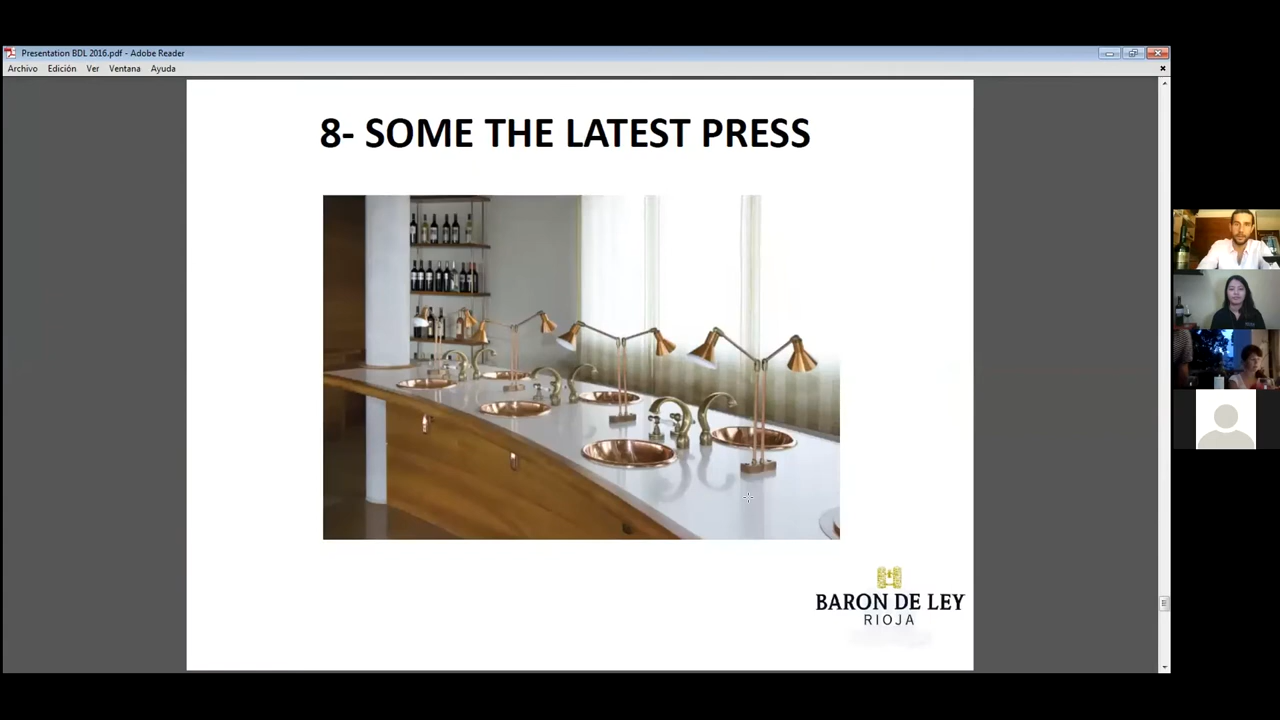 Presentation BDL 2016.pdf - Adobe Reader
Archivo Edición Ver Ventana Ayuda
8- SOME THE LATEST PRESS
BARON DE LEY
RIOJA